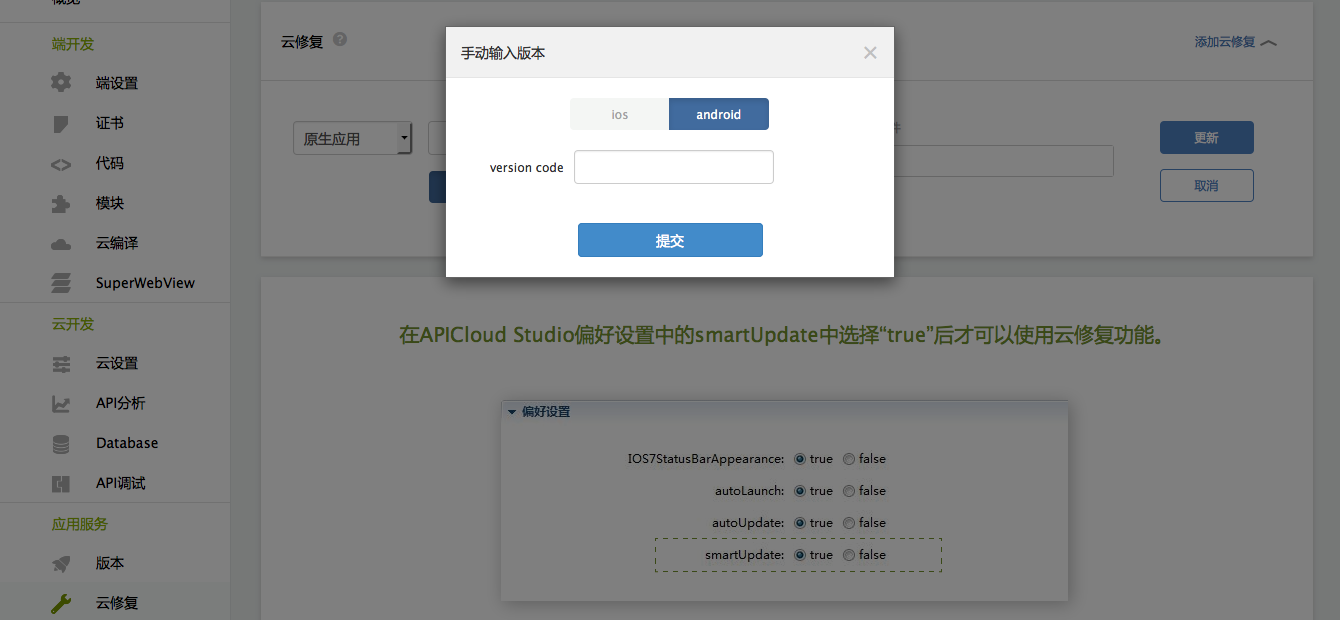 概览
端开发
端设置
证书
代码
模块
云编译
SuperWebView
云开发
云设置
API分析
Database
API调试
应用服务
版本
云修复
云修复 ?
添加云修复
原生应用
件
更新
取消
手动输入版本
ios
android
version code
提交
在APICloud Studio偏好设置中的smartUpdate中选择“true”后才可以使用云修复功能。
偏好设置
IOS7StatusBarAppearance: true false
autoLaunch: true false
autoUpdate: true false
smartUpdate: true false